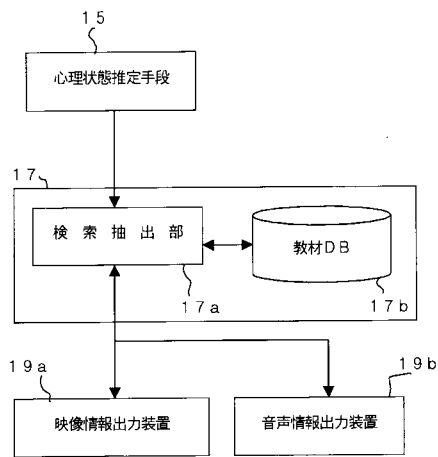 15
心理状態推定手段
17
検索抽出部
教材DB
17a
17b
19a
19b
映像情報出力装置
音声情報出力装置